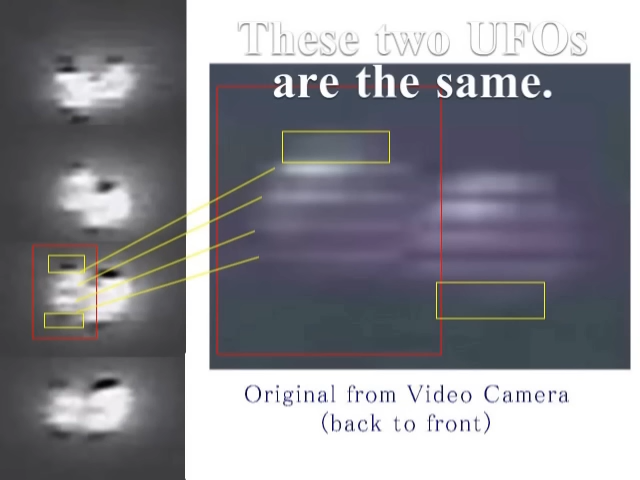 These two UFOs
are the same.
Original from Video Camera
(back to front)